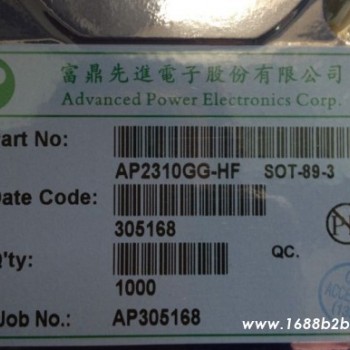 富鼎先進電子股份有限公司
Advanced Power Electronics Corp.
Part No:
AP2310GG-HF SOT-89-3
Date Code:
305168
Q'ty:
QC.
1000
Job No.: AP305168
www.1688b2b